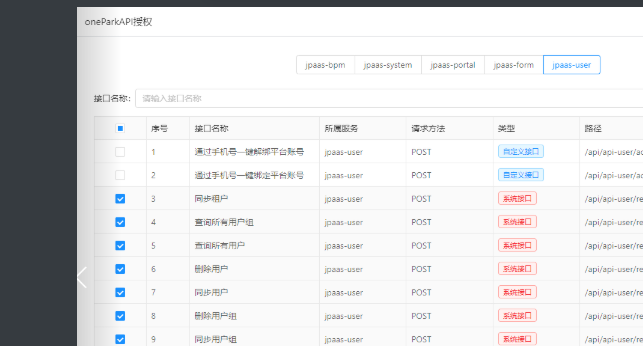 oneParkAPI授权
jpaas-bpm jpaas-system jpaas-portal jpaas-form jpaas-user
接口名称: 请输入接口名称
序号 接口名称 所属服务 请求方法 类型 路径
1 通过手机号一键解绑平台账号 jpaas-user POST 自定义接口 /api/api-user/ac
2 通过手机号一键绑定平台账号 jpaas-user POST 自定义接口 /api/api-user/ac
3 同步租户 jpaas-user POST 系统接口 /api/api-user/re
4 查询所有用户组 jpaas-user POST 系统接口 /api/api-user/re
5 查询所有用户 jpaas-user POST 系统接口 /api/api-user/re
6 删除用户 jpaas-user POST 系统接口 /api/api-user/re
7 同步用户 jpaas-user POST 系统接口 /api/api-user/re
8 删除用户组 jpaas-user POST 系统接口 /api/api-user/re
9 同步用户组 jpaas-user POST 系统接口 /api/api-user/re